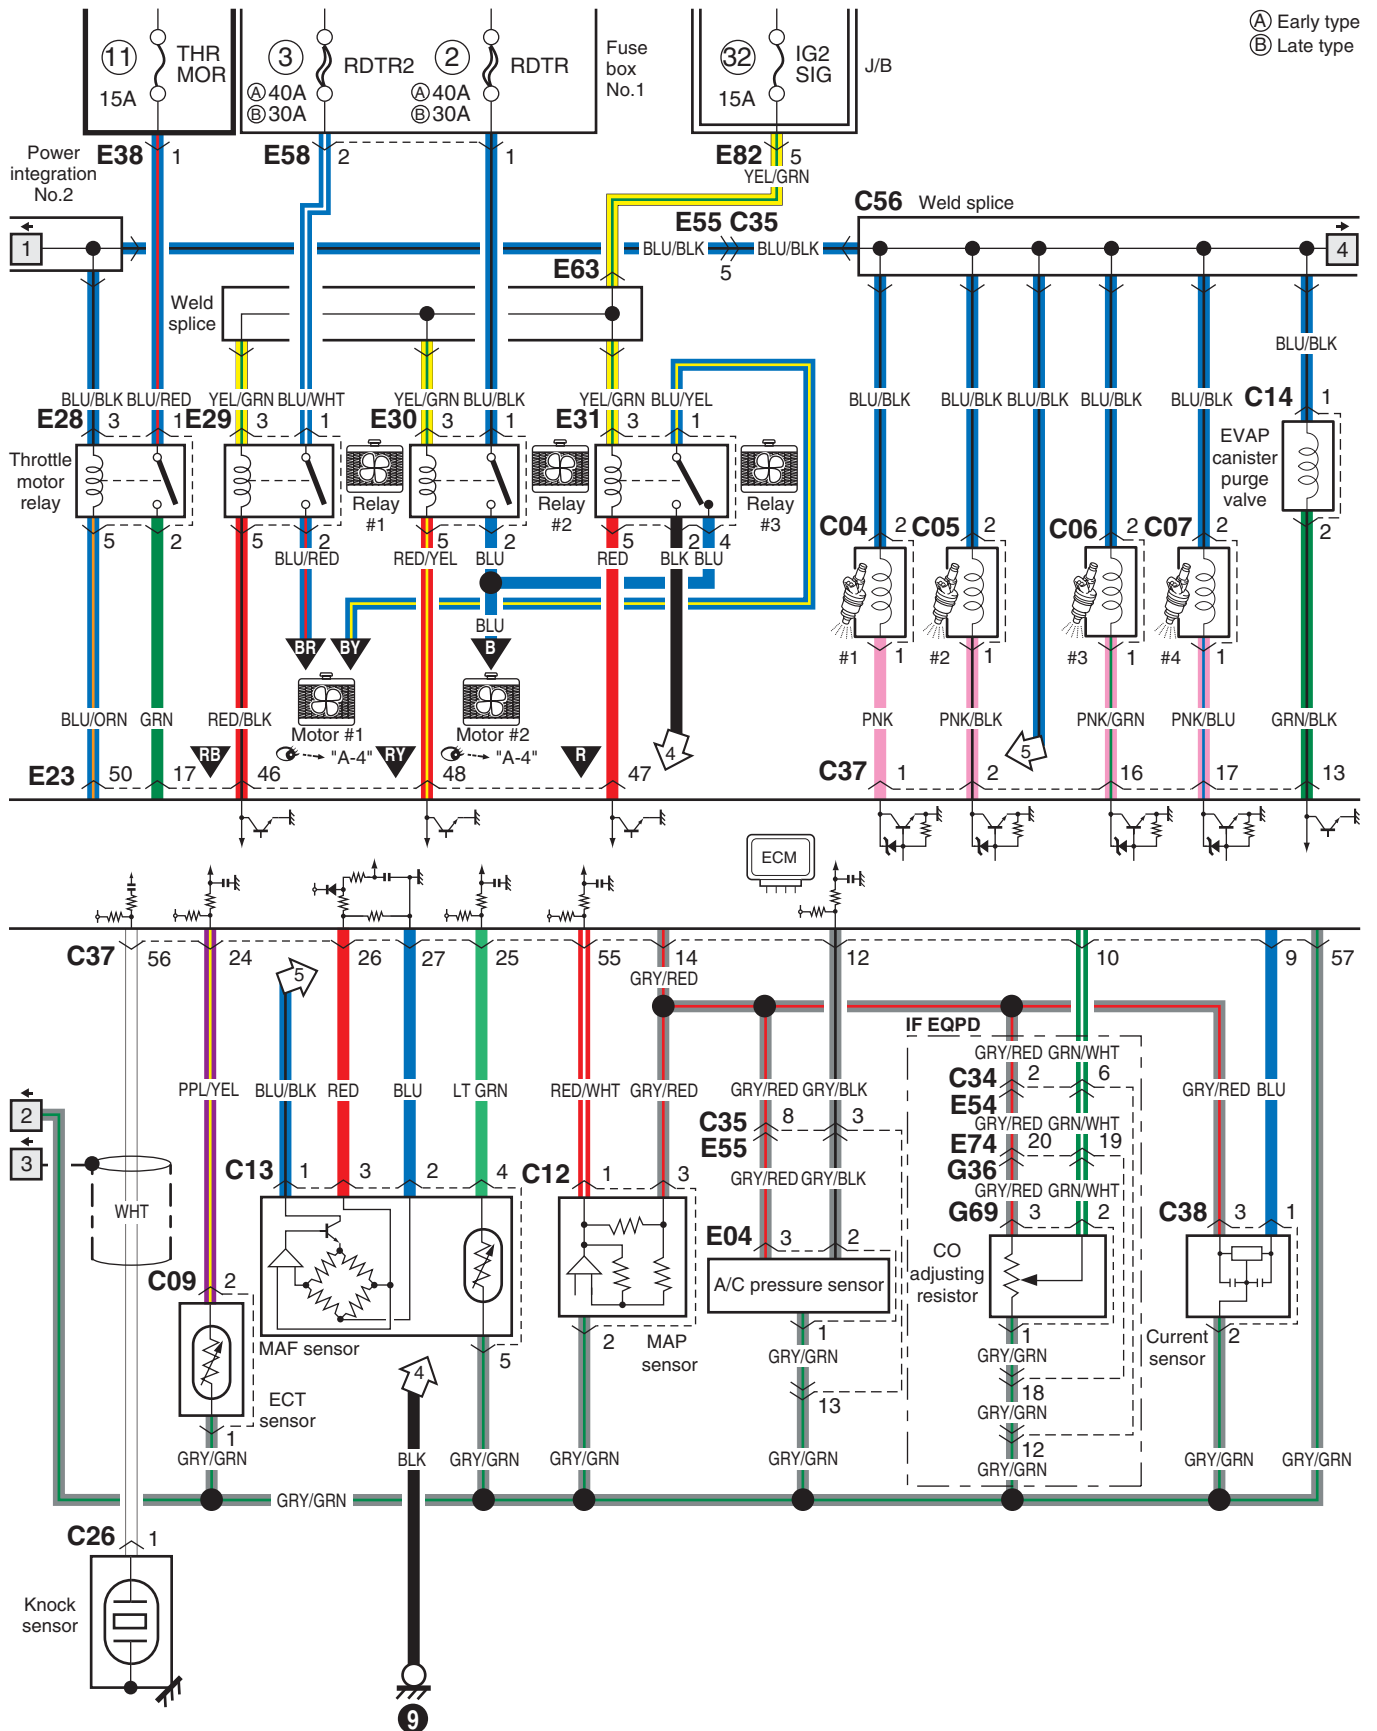 Ⓐ Early type
Ⓑ Late type
11 THR MOR
15A
3 RDTR2
Ⓐ 40A
Ⓑ 30A
2 RDTR
Ⓐ 40A
Ⓑ 30A
Fuse box No.1
32 IG2 SIG
15A
J/B
Power integration No.2
E38 1
E58 2 1
E82 5
YEL/GRN
C56 Weld splice
1
E55 C35
BLU/BLK BLU/BLK
5
4
E63
Weld splice
BLU/BLK
BLU/BLK BLU/RED YEL/GRN BLU/WHT YEL/GRN BLU/BLK YEL/GRN BLU/YEL
BLU/BLK BLU/BLK BLU/BLK BLU/BLK BLU/BLK
E28 3 1 E29 3 1 E30 3 1 E31 3 1
C14 1
Throttle motor relay
Relay #1
Relay #2
Relay #3
EVAP canister purge valve
5 2 5 2 5 2 5 2 4
2
BLU/RED RED/YEL BLU RED BLK BLU
C04 2 C05 2 C06 2 C07 2
BLU
#1 1 #2 1 #3 1 #4 1
BR BY B
Motor #1
"A-4"
Motor #2
"A-4"
BLU/ORN GRN RED/BLK
RB RY R
4
PNK PNK/BLK PNK/GRN PNK/BLU GRN/BLK
5
E23 50 17 46 48 47
C37 1 2 16 17 13
ECM
C37 56 24 26 27 25 55 14 12 10 9 57
5
GRY/RED
IF EQPD
GRY/RED GRN/WHT
C34 2 6
E54
PPL/YEL BLU/BLK RED BLU LT GRN RED/WHT GRY/RED GRY/RED GRY/BLK
GRY/RED BLU
2
GRY/RED GRN/WHT
C35 8 3
E55
E74 20 19
G36
3
WHT
C13 1 3 2 4
C12 1 3
GRY/RED GRY/BLK
GRY/RED GRN/WHT
G69 3 2
C38 3 1
E04 3 2
CO adjusting resistor
C09 2
A/C pressure sensor
MAF sensor
5
2 MAP sensor
1
GRY/GRN
13
1
GRY/GRN
18
GRY/GRN
12
GRY/GRN
Current sensor
2
4
ECT sensor
1
GRY/GRN BLK GRY/GRN GRY/GRN GRY/GRN GRY/GRN GRY/GRN
GRY/GRN
C26 1
Knock sensor
9